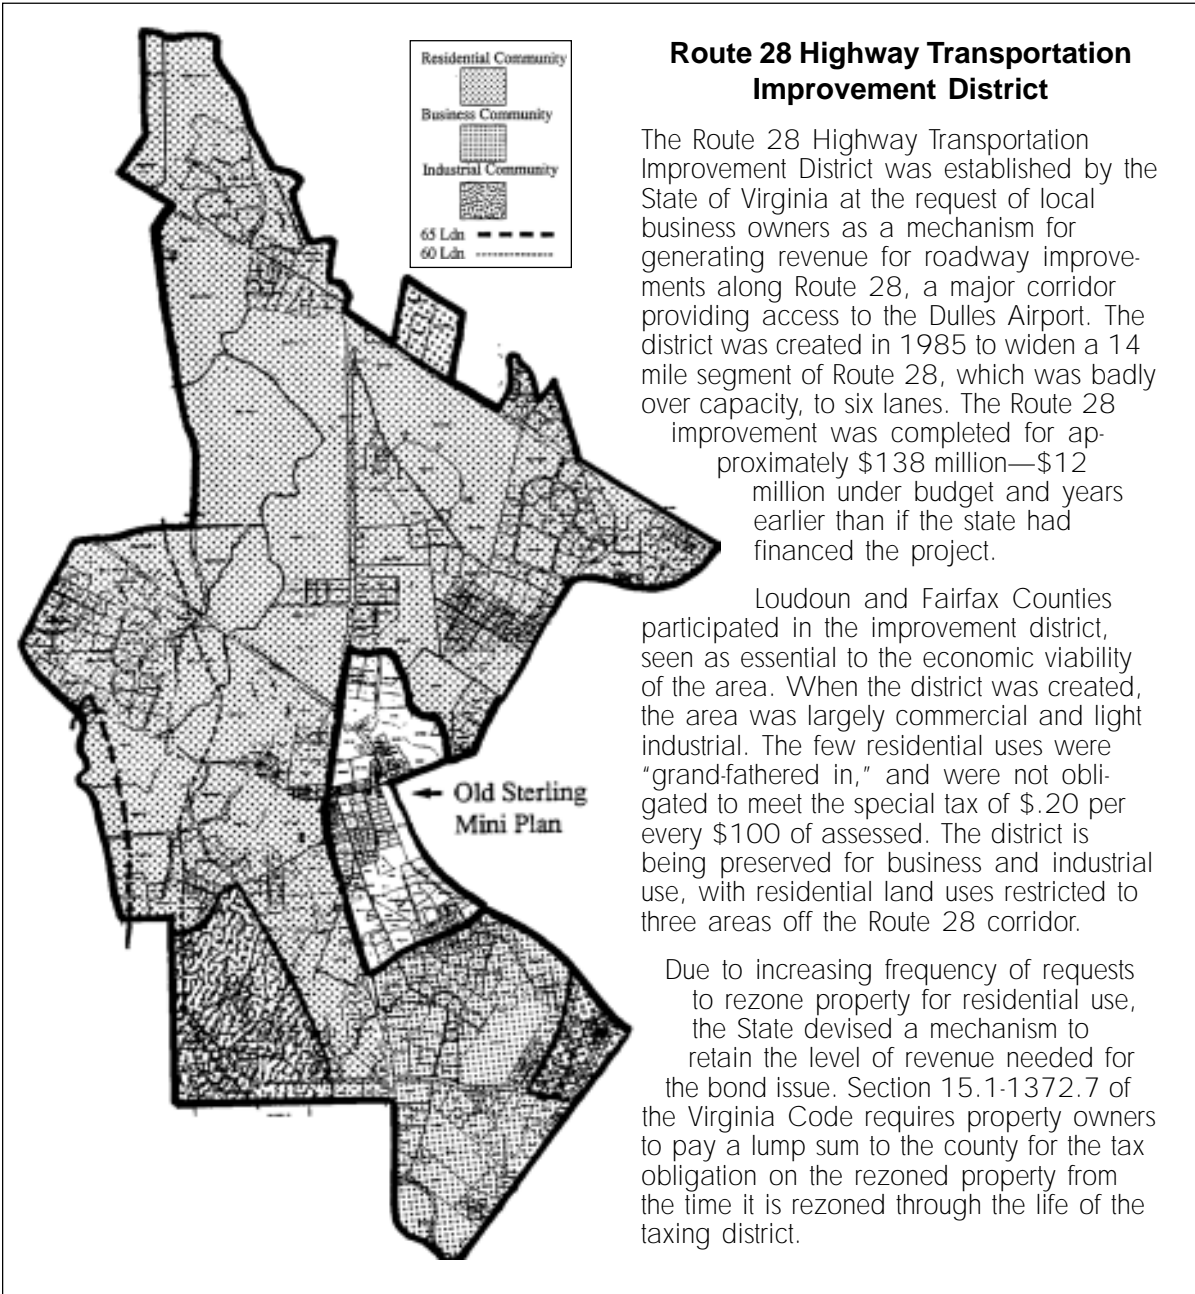 Residential Community
Business Community
Industrial Community
65 Ldn
60 Ldn
Old Sterling
Mini Plan
Route 28 Highway Transportation
Improvement District
The Route 28 Highway Transportation
Improvement District was established by the
State of Virginia at the request of local
business owners as a mechanism for
generating revenue for roadway improve-
ments along Route 28, a major corridor
providing access to the Dulles Airport. The
district was created in 1985 to widen a 14
mile segment of Route 28, which was badly
over capacity, to six lanes. The Route 28
improvement was completed for ap-
proximately $138 million—$12
million under budget and years
earlier than if the state had
financed the project.
Loudoun and Fairfax Counties
participated in the improvement district,
seen as essential to the economic viability
of the area. When the district was created,
the area was largely commercial and light
industrial. The few residential uses were
“grand-fathered in,” and were not obli-
gated to meet the special tax of $.20 per
every $100 of assessed. The district is
being preserved for business and industrial
use, with residential land uses restricted to
three areas off the Route 28 corridor.
Due to increasing frequency of requests
to rezone property for residential use,
the State devised a mechanism to
retain the level of revenue needed for
the bond issue. Section 15.1-1372.7 of
the Virginia Code requires property owners
to pay a lump sum to the county for the tax
obligation on the rezoned property from
the time it is rezoned through the life of the
taxing district.